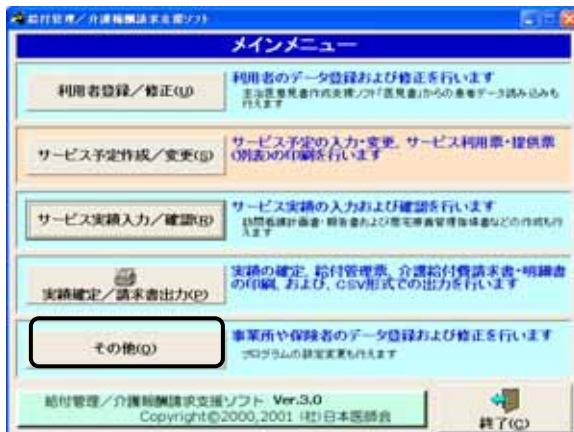 給付管理／介護報酬請求支援ソフト
メインメニュー
利用者登録／修正(U)
利用者のデータ登録および修正を行います
主治医意見書作成支援ソフト「医見書」からの患者データ読み込みも
行えます
サービス予定作成／変更(S)
サービス予定の入力・変更、サービス利用票・提供票
(別表)の印刷を行います
サービス実績入力／確認(R)
サービス実績の入力および確認を行います
訪問看護計画書・報告書および居宅療養管理指導書などの作成も行
えます
実績確定／請求書出力(P)
実績の確定、給付管理票、介護給付費請求書・明細書
の印刷、および、CSV形式での出力を行います
その他(O)
事業所や保険者のデータ登録および修正を行います
プログラムの設定変更も行えます
給付管理／介護報酬請求支援ソフト Ver.3.0
Copyright©2000,2001 (社)日本医師会
終了(C)